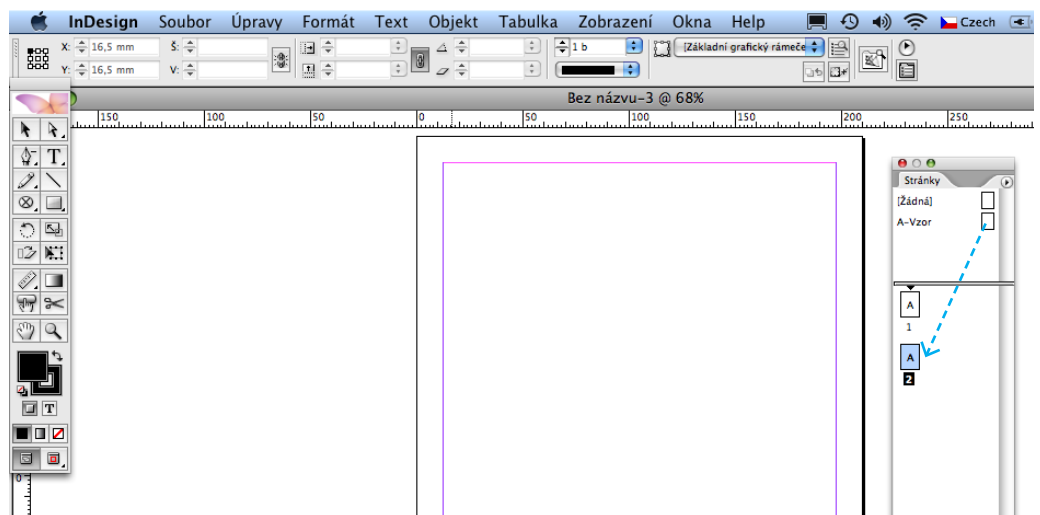 InDesign Soubor Úpravy Formát Text Objekt Tabulka Zobrazení Okna Help Czech
X: 16,5 mm Š: 1 b [Základní grafický rámeče
Y: 16,5 mm V:
Bez názvu-3 @ 68%
150 100 50 0 50 100 150 200 250
T
Stránky
[Žádná]
A-Vzor
A
1
A
2
T
0